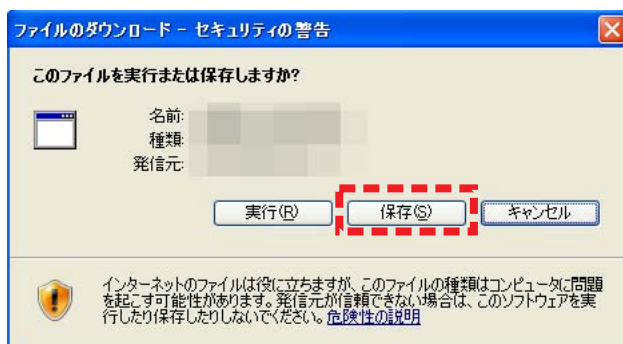 ファイルのダウンロード - セキュリティの警告
このファイルを実行または保存しますか?
名前:
種類:
発信元:
実行(R) 保存(S) キャンセル
インターネットのファイルは役に立ちますが、このファイルの種類はコンピュータに問題
を起こす可能性があります。発信元が信頼できない場合は、このソフトウェアを実
行したり保存したりしないでください。危険性の説明